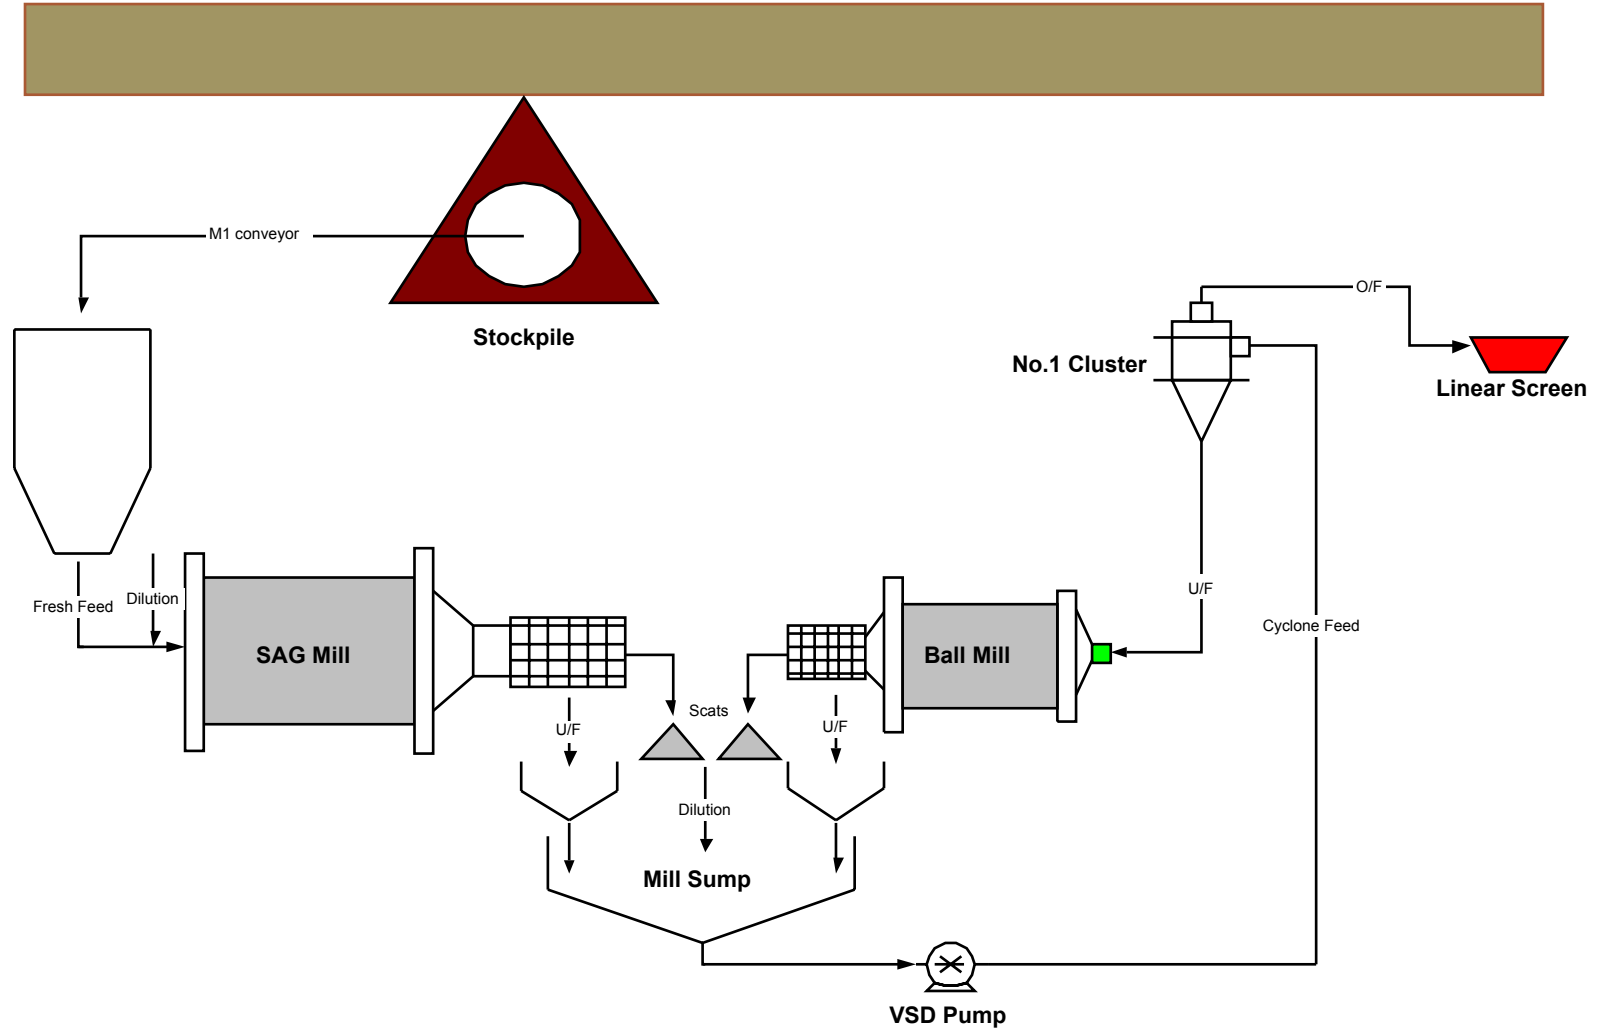 M1 conveyor
Stockpile
O/F
No.1 Cluster
Linear Screen
Fresh Feed
Dilution
SAG Mill
Ball Mill
U/F
Cyclone Feed
U/F
Scats
U/F
Dilution
Mill Sump
VSD Pump